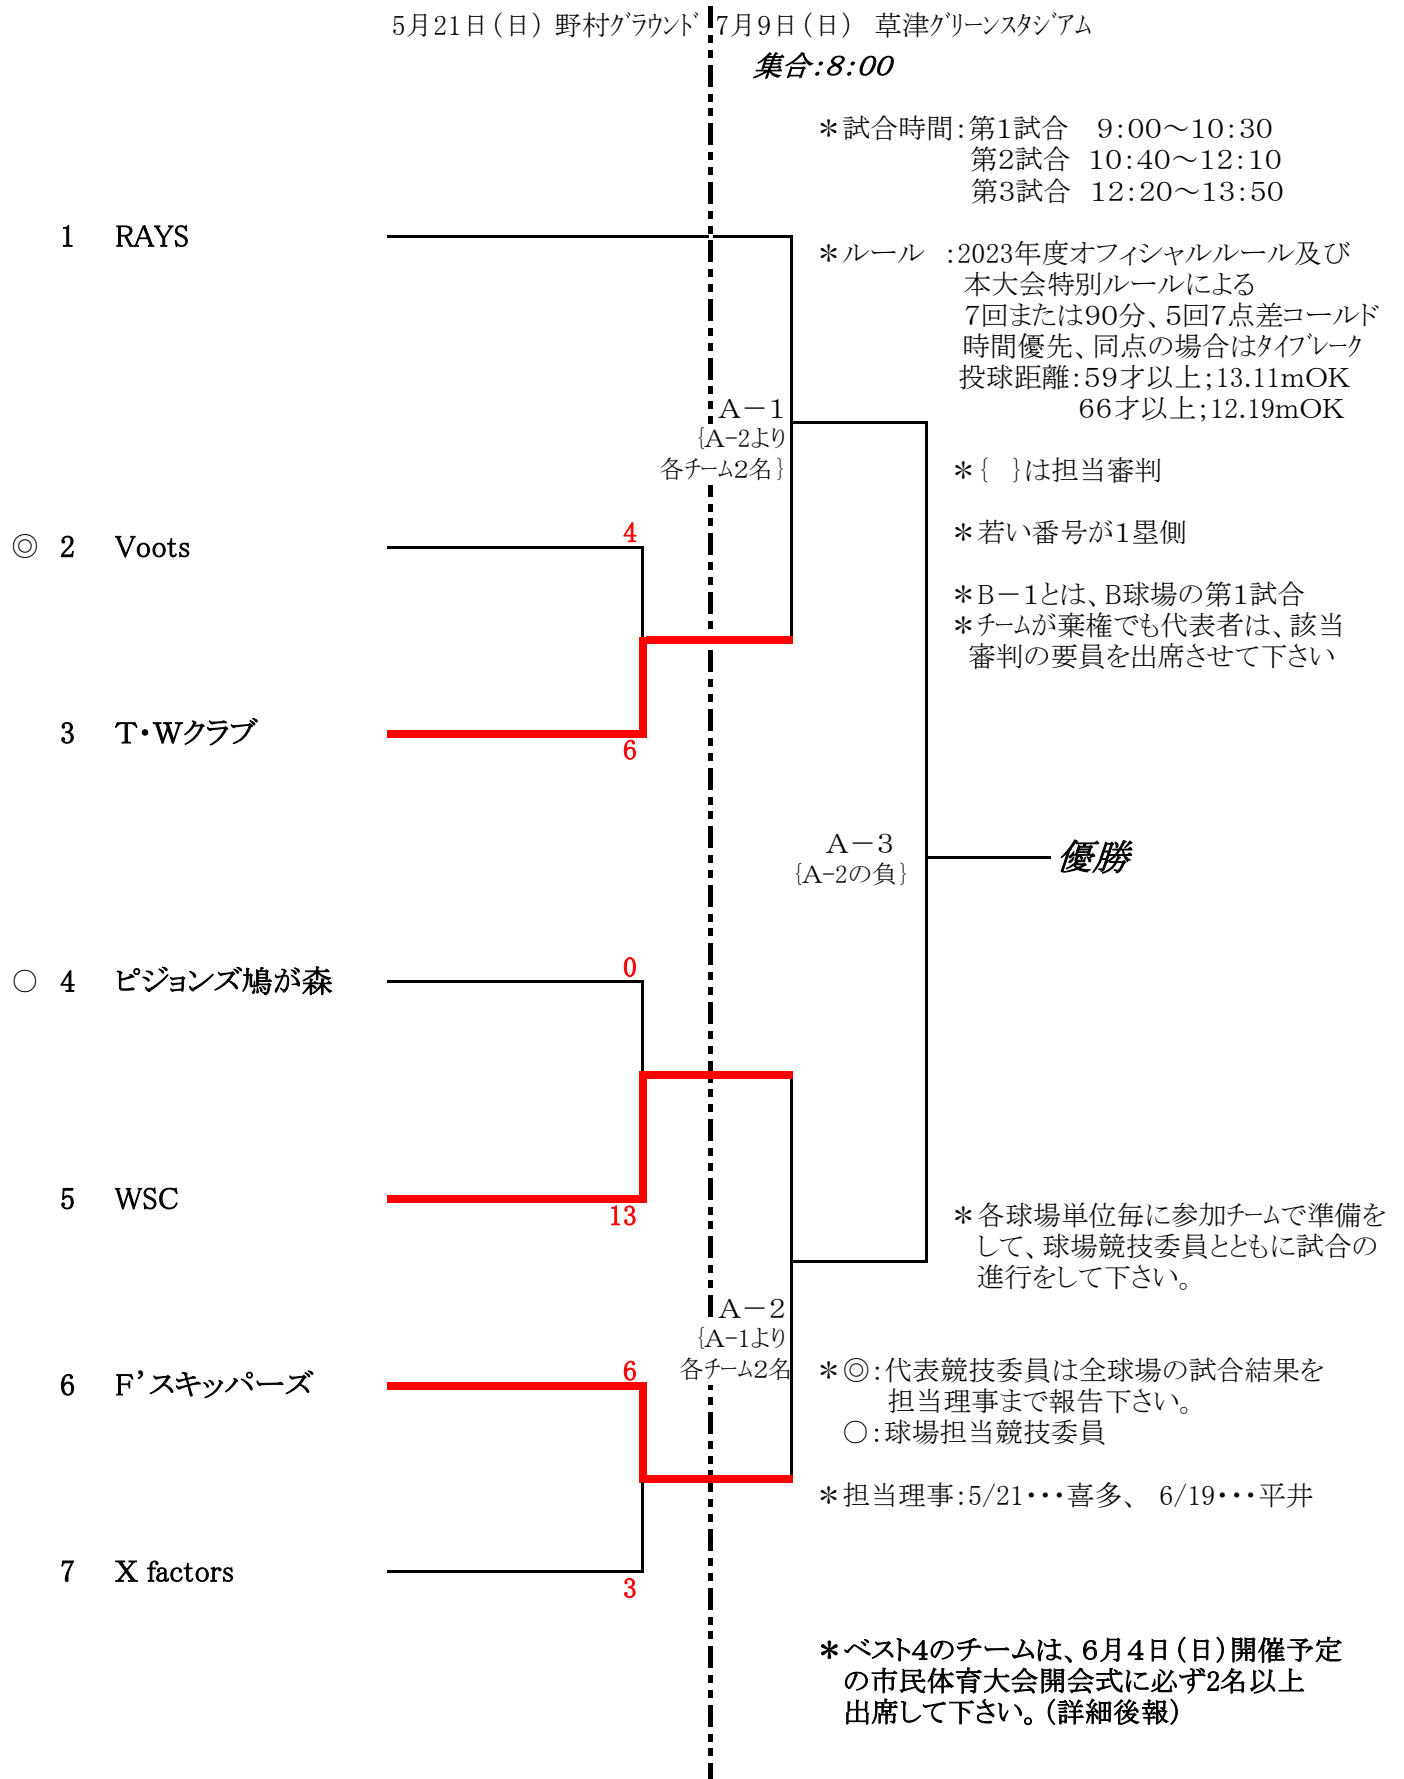 5月21日(日) 野村グラウンド 7月9日(日) 草津グリーンスタジアム
集合:8:00
*試合時間:第1試合 9:00～10:30
第2試合 10:40～12:10
第3試合 12:20～13:50
1 RAYS
*ルール :2023年度オフィシャルルール及び
本大会特別ルールによる
7回または90分、5回7点差コールド
時間優先、同点の場合はタイブレーク
投球距離:59才以上;13.11mOK
66才以上;12.19mOK
A-1
{A-2より
各チーム2名}
*{ }は担当審判
4
*若い番号が1塁側
◎ 2 Voots
*B-1とは、B球場の第1試合
*チームが棄権でも代表者は、該当
審判の要員を出席させて下さい
3 T・Wクラブ
6
A-3
{A-2の負}
優勝
0
○ 4 ピジョンズ鳩が森
5 WSC
13
*各球場単位毎に参加チームで準備を
して、球場競技委員とともに試合の
進行をして下さい。
A-2
{A-1より
各チーム2名
6
6 F'スキッパーズ
*◎:代表競技委員は全球場の試合結果を
担当理事まで報告下さい。
○:球場担当競技委員
*担当理事:5/21・・・喜多、 6/19・・・平井
7 X factors
3
*ベスト4のチームは、6月4日(日)開催予定
の市民体育大会開会式に必ず2名以上
出席して下さい。(詳細後報)